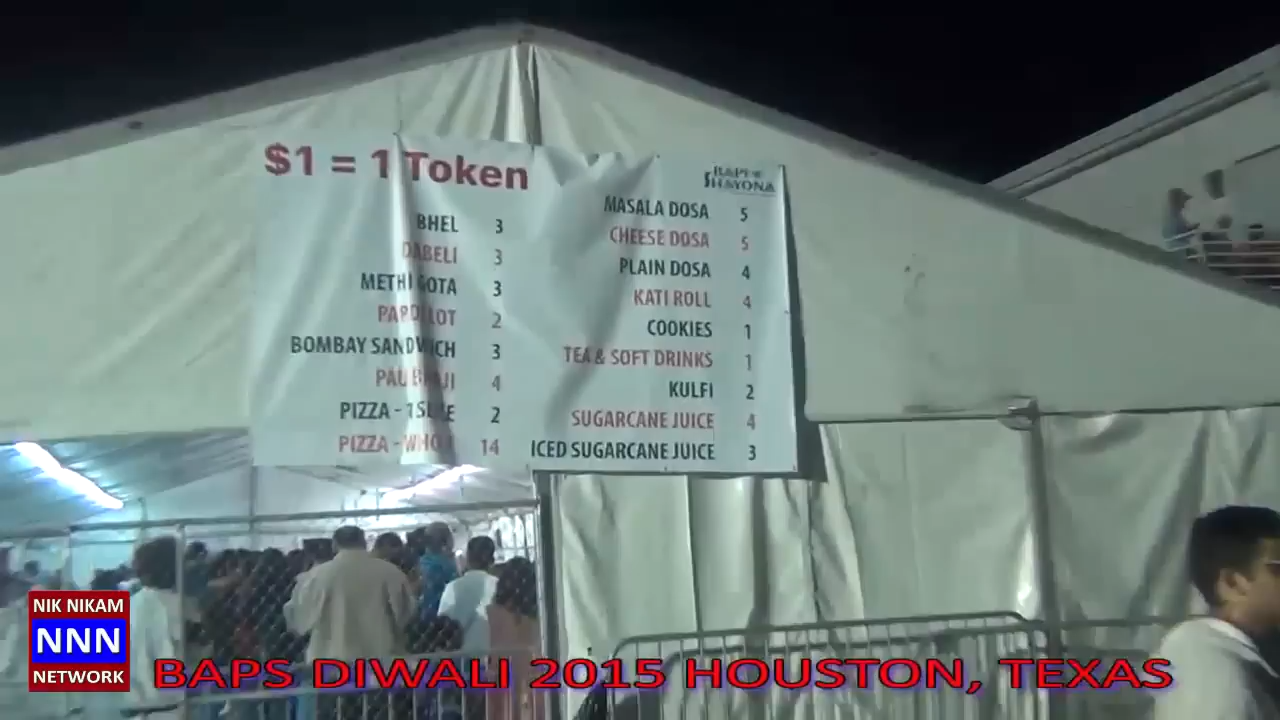 $1 = 1 Token
BHEL 3
DABELI 3
METHI GOTA 3
PAPDI LOT 2
BOMBAY SANDWICH 3
PAU BHAJI 4
PIZZA - 1 SLICE 2
PIZZA - WHOLE 14
BAPS
SHAYONA
MASALA DOSA 5
CHEESE DOSA 5
PLAIN DOSA 4
KATI ROLL 4
COOKIES 1
TEA & SOFT DRINKS 1
KULFI 2
SUGARCANE JUICE 4
ICED SUGARCANE JUICE 3
NIK NIKAM
NNN
NETWORK
BAPS DIWALI 2015 HOUSTON, TEXAS